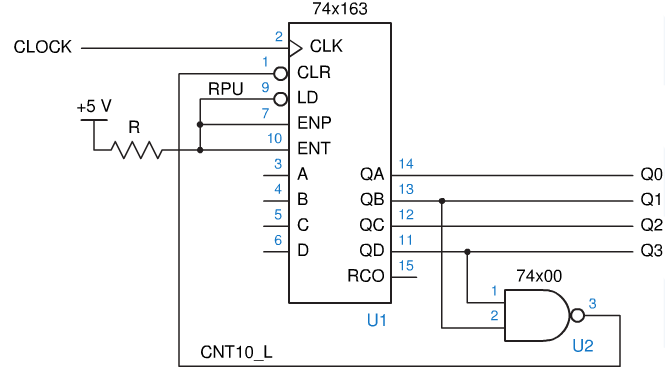 74x163
CLOCK 2 CLK
1 CLR
RPU 9 LD
+5 V 7 ENP
R 10 ENT
3 A QA 14 Q0
4 B QB 13 Q1
5 C QC 12 Q2
6 D QD 11 Q3
RCO 15
74x00
1
2 3
U1 U2
CNT10_L